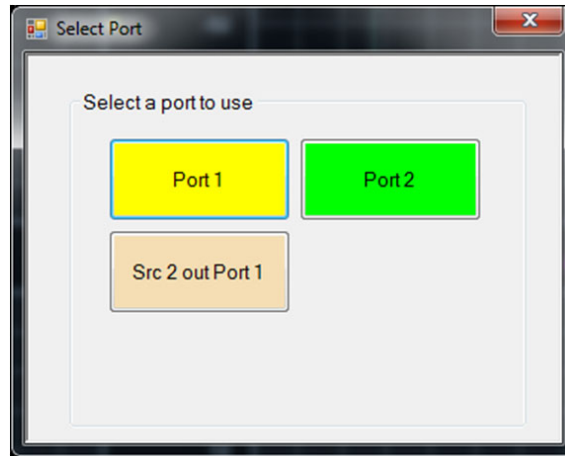 Select Port
Select a port to use
Port 1
Port 2
Src 2 out Port 1